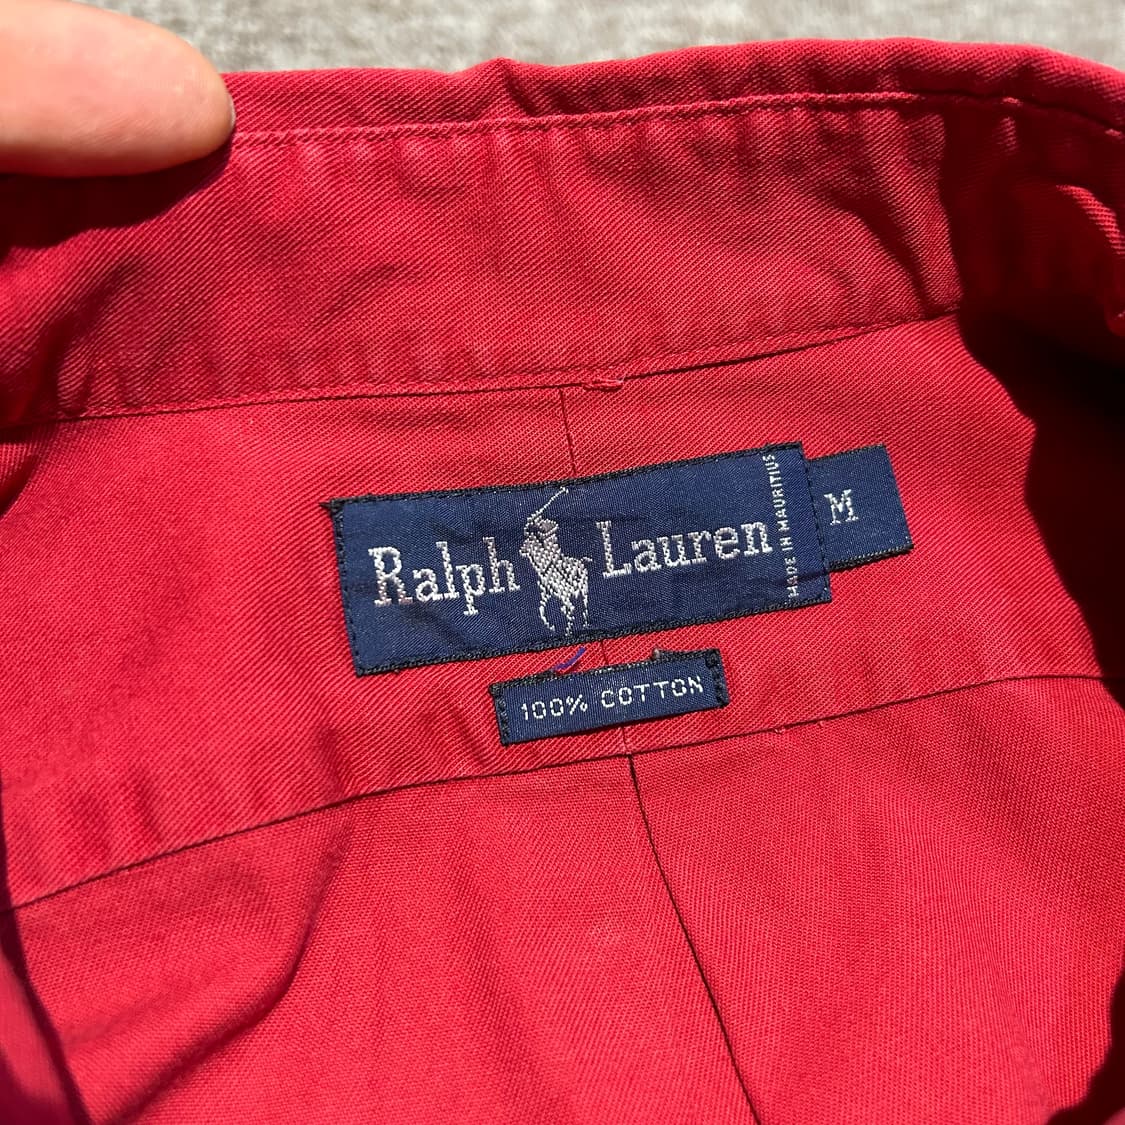 Ralph Lauren
MADE IN MAURITIUS
M
100% COTTON